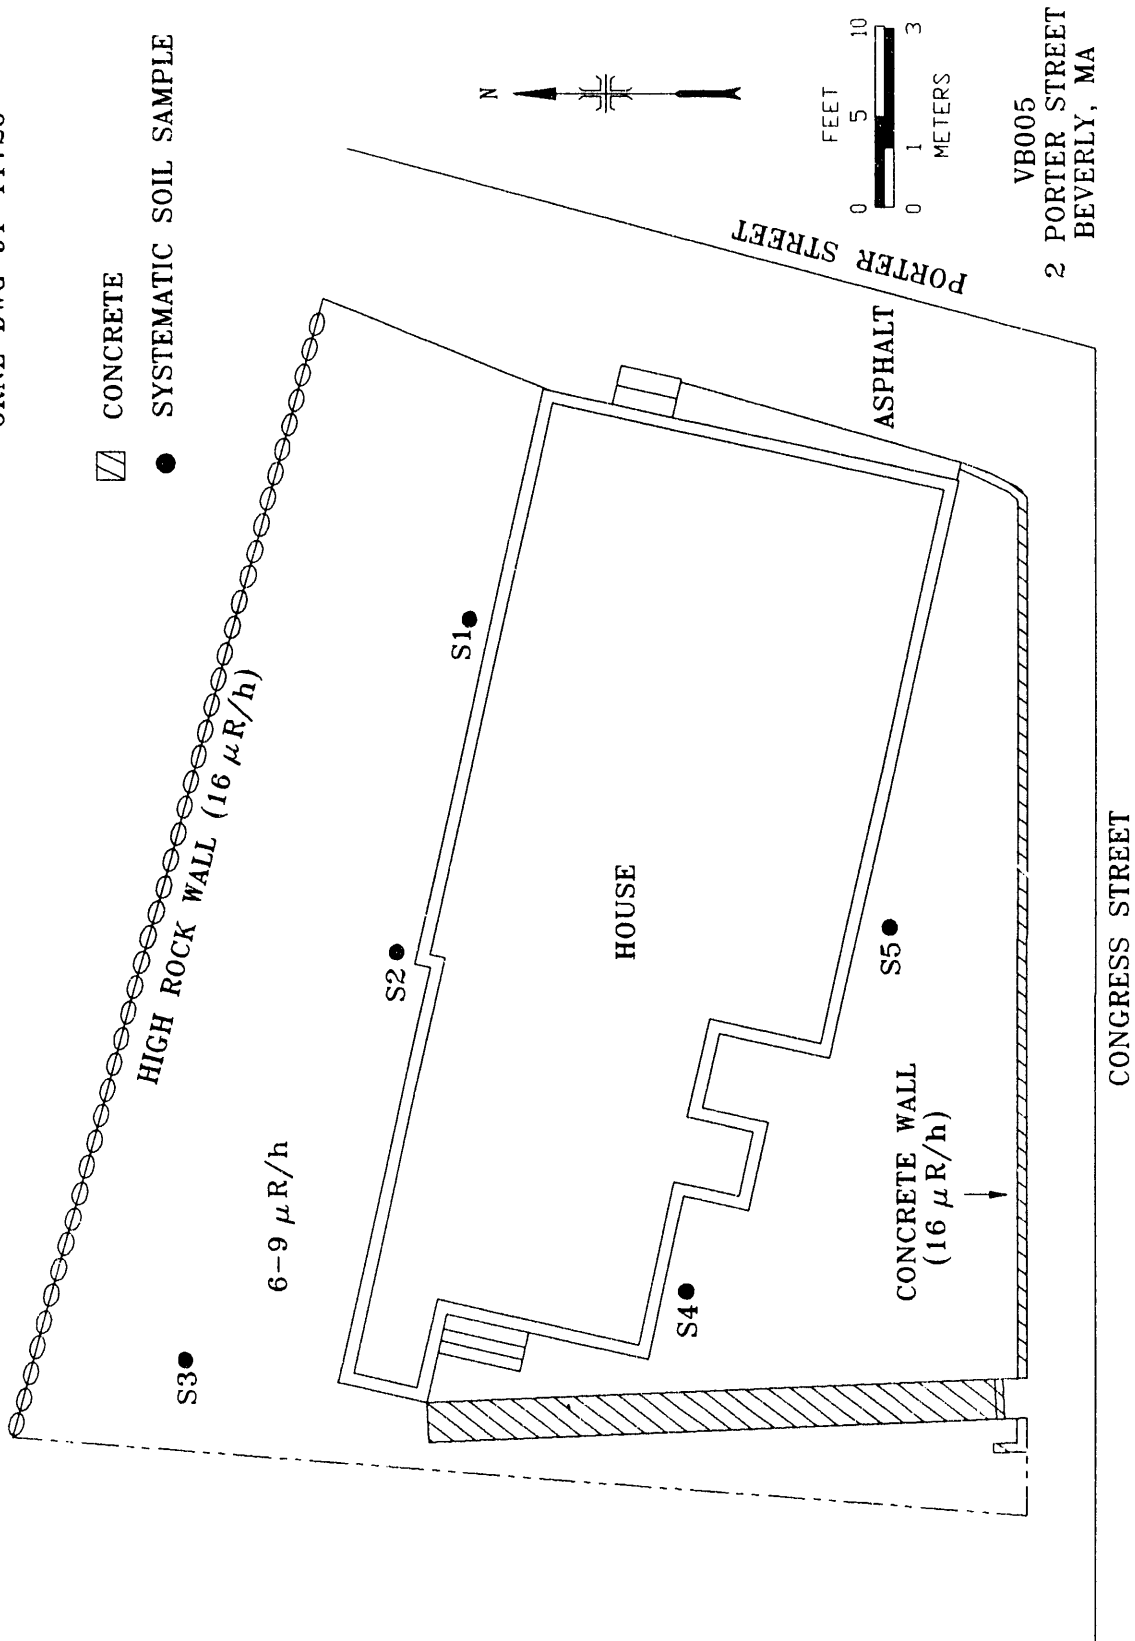 CONCRETE
SYSTEMATIC SOIL SAMPLE
N
FEET
0 5 10
0 1 3
METERS
VB005
2 PORTER STREET
BEVERLY, MA
PORTER STREET
ASPHALT
HIGH ROCK WALL (16 μR/h)
6-9 μR/h
S1
S2
S3
S4
S5
HOUSE
CONCRETE WALL
(16 μR/h)
CONGRESS STREET